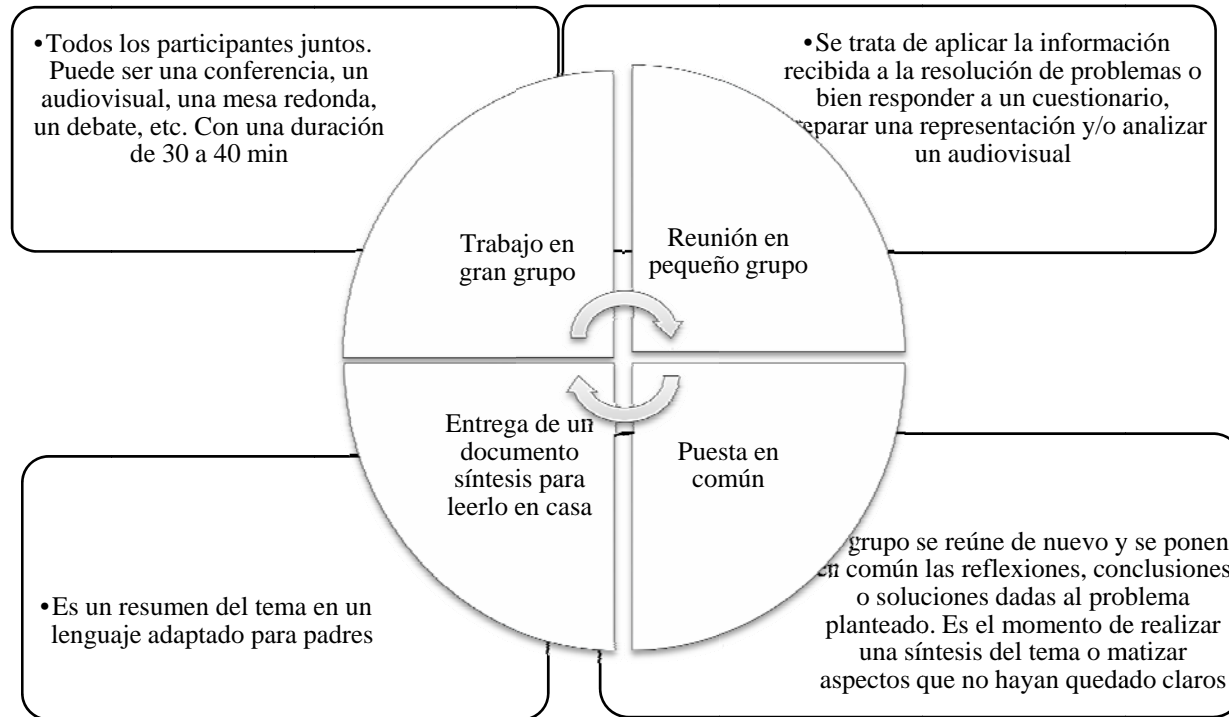 •Todos los participantes juntos.
Puede ser una conferencia, un
audiovisual, una mesa redonda,
un debate, etc. Con una duración
de 30 a 40 min
•Se trata de aplicar la información
recibida a la resolución de problemas o
bien responder a un cuestionario,
reparar una representación y/o analizar
un audiovisual
Trabajo en
gran grupo
Reunión en
pequeño grupo
Entrega de un
documento
síntesis para
leerlo en casa
Puesta en
común
•Es un resumen del tema en un
lenguaje adaptado para padres
grupo se reúne de nuevo y se ponen
en común las reflexiones, conclusiones
o soluciones dadas al problema
planteado. Es el momento de realizar
una síntesis del tema o matizar
aspectos que no hayan quedado claros